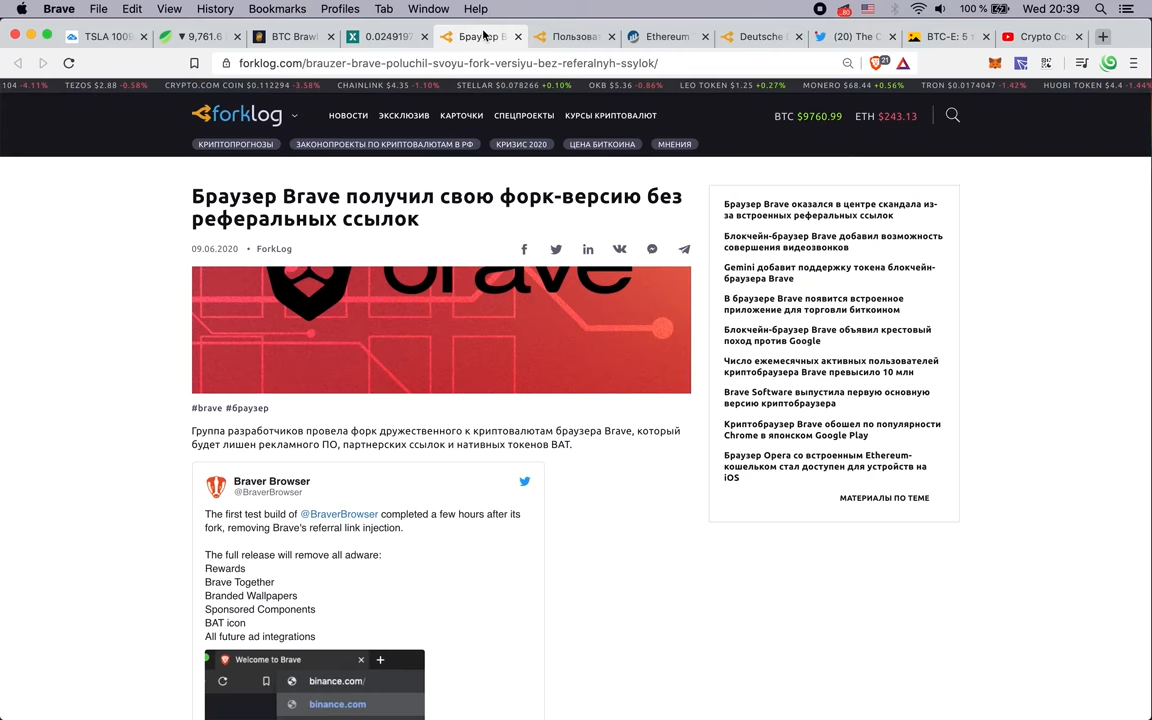 Brave File Edit View History Bookmarks Profiles Tab Window Help 100 % Wed 20:39
TSLA 100 ▼ 9,761.6 BTC Brawl 0.0249197 Браузер B Пользова Ethereum Deutsche (20) The C BTC-E: 5 т Crypto Co
forklog.com/brauzer-brave-poluchil-svoyu-fork-versiyu-bez-referalnyh-ssylok/ 21
104 -4.11% TEZOS $2.88 -0.58% CRYPTO.COM COIN $0.112294 -3.58% CHAINLINK $4.35 -1.10% STELLAR $0.078266 +0.10% OKB $5.36 -0.86% LEO TOKEN $1.25 +0.27% MONERO $68.44 +0.56% TRON $0.0174047 -1.42% HUOBI TOKEN $4.4 -1.44%
forklog НОВОСТИ ЭКСКЛЮЗИВ КАРТОЧКИ СПЕЦПРОЕКТЫ КУРСЫ КРИПТОВАЛЮТ BTC $9760.99 ETH $243.13
КРИПТОПРОГНОЗЫ ЗАКОНОПРОЕКТЫ ПО КРИПТОВАЛЮТАМ В РФ КРИЗИС 2020 ЦЕНА БИТКОИНА МНЕНИЯ
Браузер Brave получил свою форк-версию без
реферальных ссылок
09.06.2020 • ForkLog
brave
#brave #браузер
Группа разработчиков провела форк дружественного к криптовалютам браузера Brave, который
будет лишен рекламного ПО, партнерских ссылок и нативных токенов BAT.
Braver Browser
@BraverBrowser
The first test build of @BraverBrowser completed a few hours after its
fork, removing Brave's referral link injection.
The full release will remove all adware:
Rewards
Brave Together
Branded Wallpapers
Sponsored Components
BAT icon
All future ad integrations
Welcome to Brave
binance.com/
binance.com
Браузер Brave оказался в центре скандала из-
за встроенных реферальных ссылок
Блокчейн-браузер Brave добавил возможность
совершения видеозвонков
Gemini добавит поддержку токена блокчейн-
браузера Brave
В браузере Brave появится встроенное
приложение для торговли биткоином
Блокчейн-браузер Brave объявил крестовый
поход против Google
Число ежемесячных активных пользователей
криптобраузера Brave превысило 10 млн
Brave Software выпустила первую основную
версию криптобраузера
Криптобраузер Brave обошел по популярности
Chrome в японском Google Play
Браузер Opera со встроенным Ethereum-
кошельком стал доступен для устройств на
iOS
МАТЕРИАЛЫ ПО ТЕМЕ